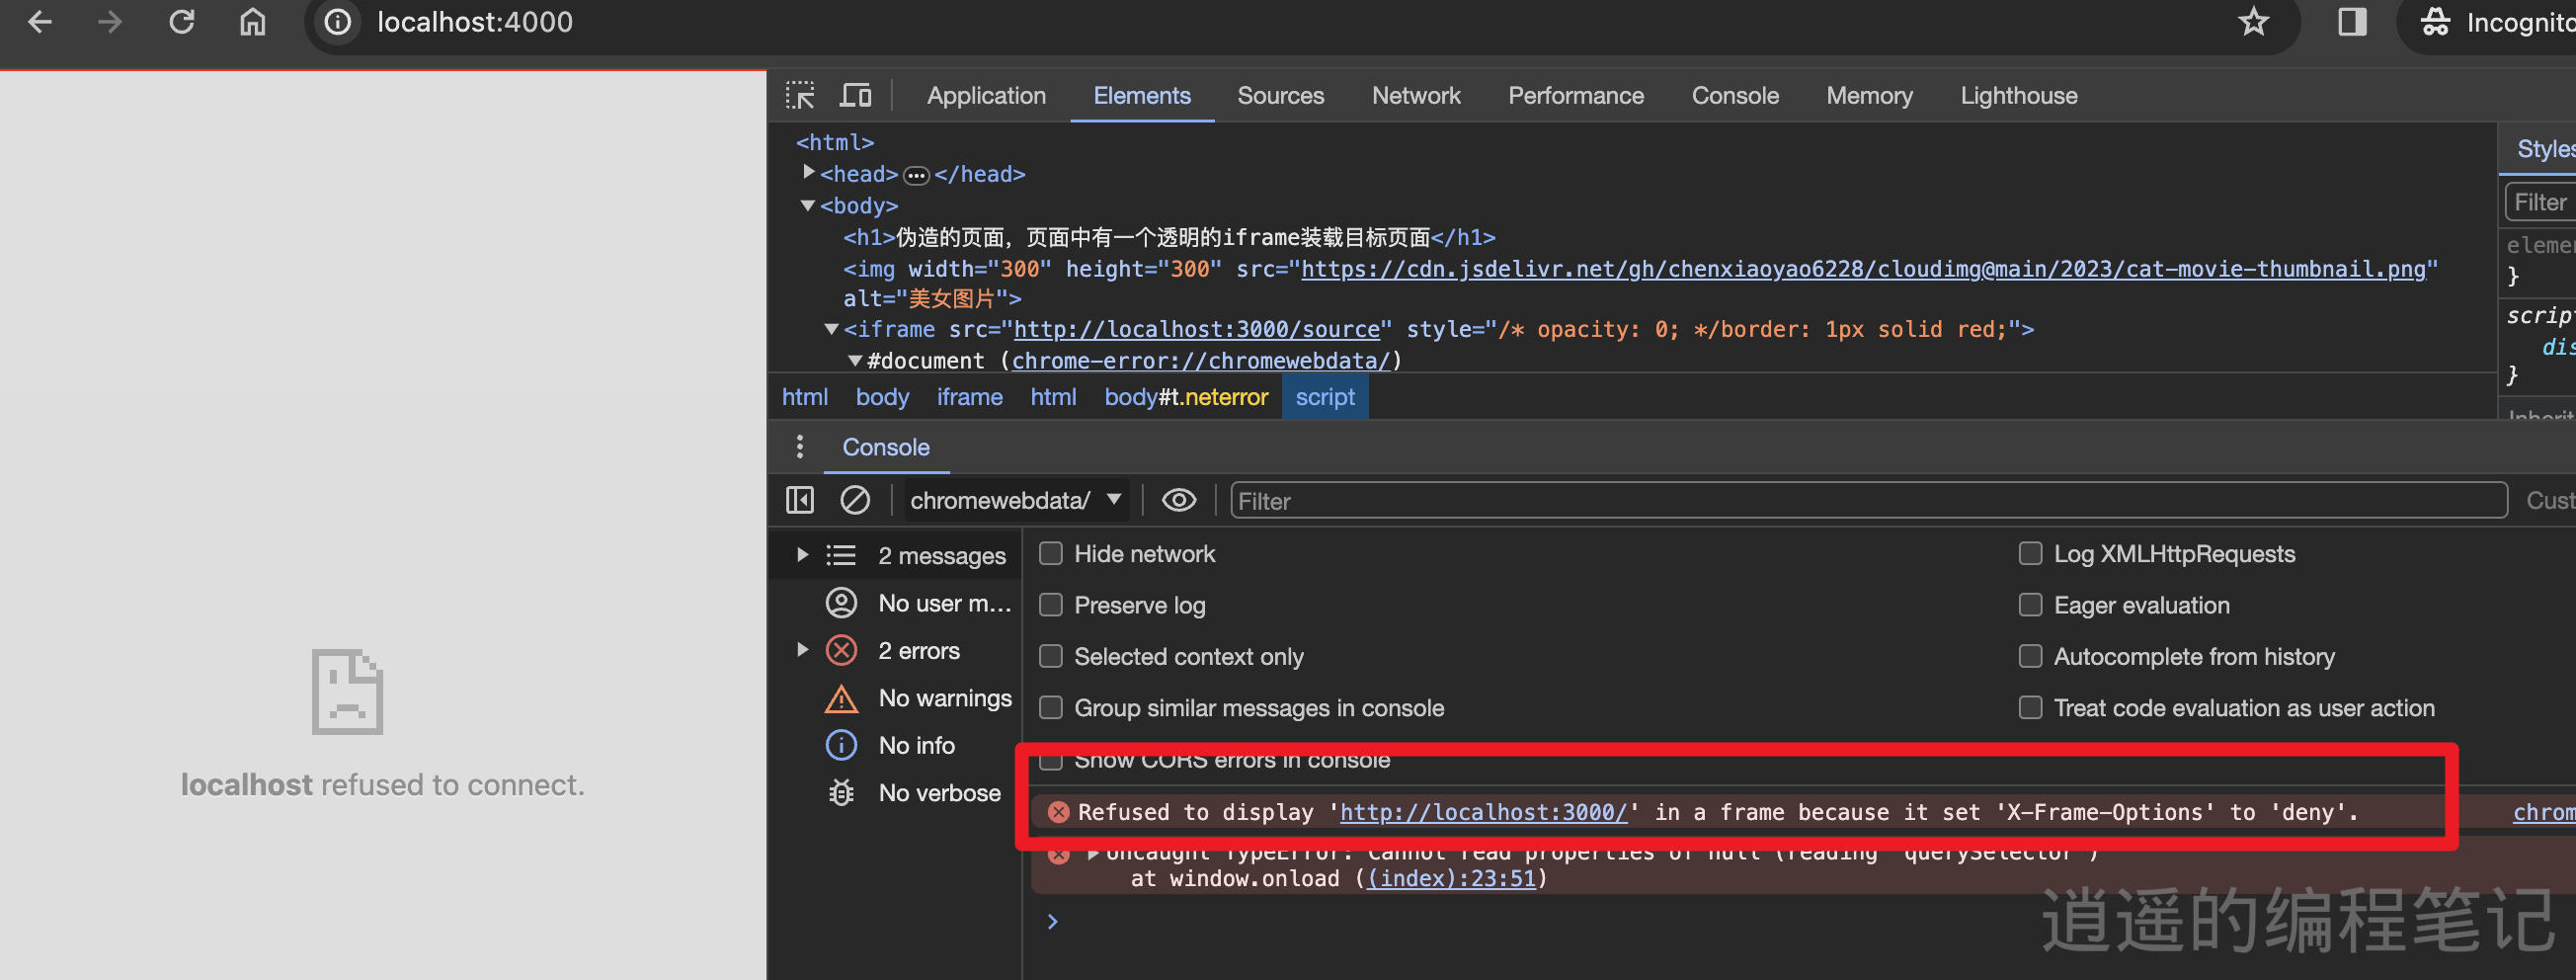 localhost:4000
Incognito
Application Elements Sources Network Performance Console Memory Lighthouse
<html>
<head> </head>
<body>
<h1>伪造的页面，页面中有一个透明的iframe装载目标页面</h1>
<img width="300" height="300" src="https://cdn.jsdelivr.net/gh/chenxiaoyao6228/cloudimg@main/2023/cat-movie-thumbnail.png"
alt="美女图片">
<iframe src="http://localhost:3000/source" style="/* opacity: 0; */border: 1px solid red;">
#document (chrome-error://chromewebdata/)
html body iframe html body#t.neterror script
Styles
Filter
elemen
}
script
dis
}
Inherit
Console
chromewebdata/ Filter Cust
2 messages
No user m...
2 errors
No warnings
No info
No verbose
Hide network
Log XMLHttpRequests
Preserve log
Eager evaluation
Selected context only
Autocomplete from history
Group similar messages in console
Treat code evaluation as user action
Show CORS errors in console
Refused to display 'http://localhost:3000/' in a frame because it set 'X-Frame-Options' to 'deny'.
chrom
Uncaught TypeError: Cannot read properties of null (reading 'querySelector')
at window.onload ((index):23:51)
localhost refused to connect.
逍遥的编程笔记